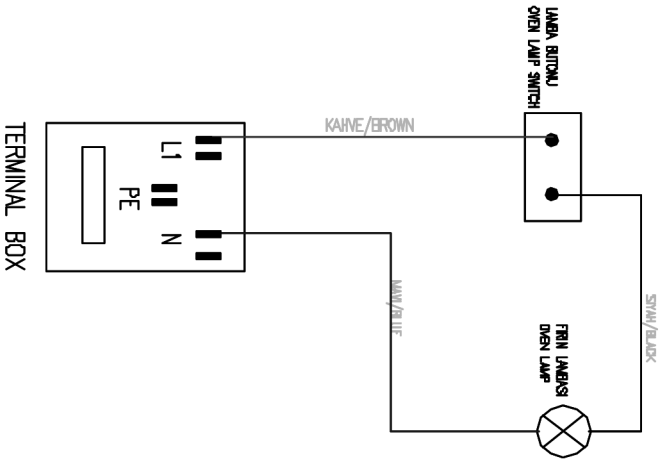 LAMBA BUTONU
OVEN LAMP SWITCH
KAHVE/BROWN
L1
PE
N
TERMINAL BOX
MAVI/BLUE
SIYAH/BLACK
FIRIN LAMBASI
OVEN LAMP